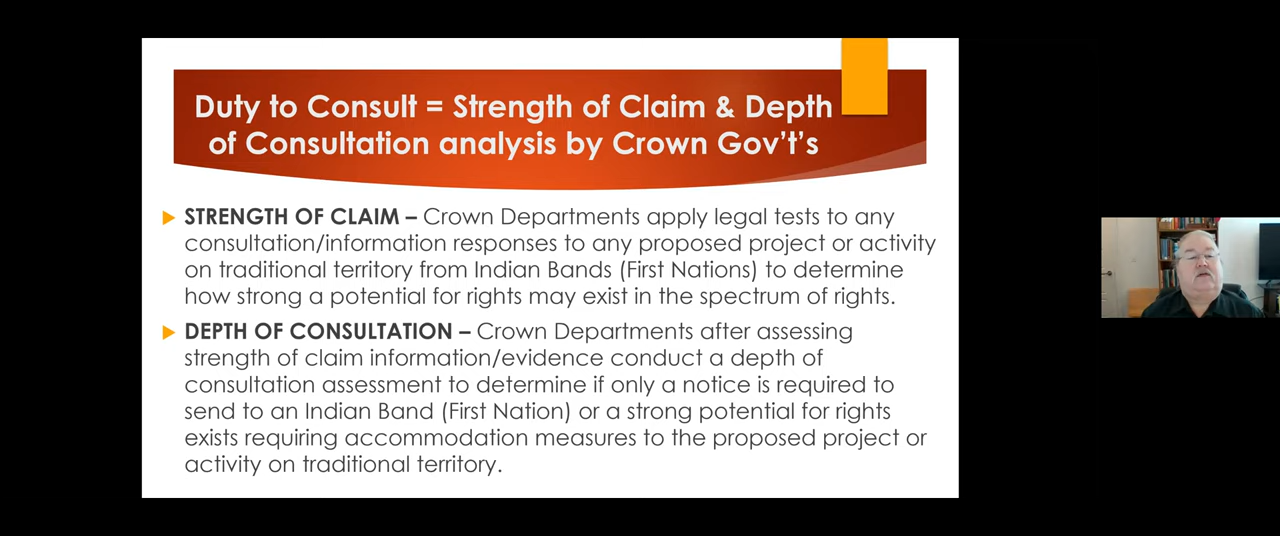 Duty to Consult = Strength of Claim & Depth
of Consultation analysis by Crown Gov't's
STRENGTH OF CLAIM – Crown Departments apply legal tests to any
consultation/information responses to any proposed project or activity
on traditional territory from Indian Bands (First Nations) to determine
how strong a potential for rights may exist in the spectrum of rights.
DEPTH OF CONSULTATION – Crown Departments after assessing
strength of claim information/evidence conduct a depth of
consultation assessment to determine if only a notice is required to
send to an Indian Band (First Nation) or a strong potential for rights
exists requiring accommodation measures to the proposed project or
activity on traditional territory.